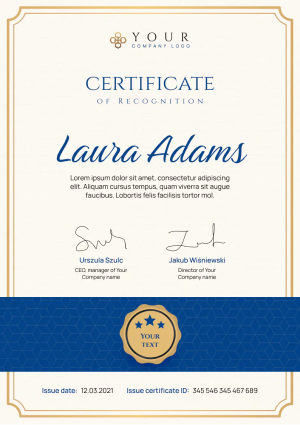 YOUR
COMPANY LOGO
CERTIFICATE
OF RECOGNITION
Laura Adams
Lorem ipsum dolor sit amet, consectetur adipiscing
elit. Aliquam cursus tempus, quam viverra sit augue
faucibus. Lobortis felis tortor mol.
Urszula Szulc
CEO, manager of Your
Company name
Jakub Wiśniewski
Director of Your
Company name
YOUR
TEXT
Issue date: 12.03.2021 Issue certificate ID: 345 546 345 467 689